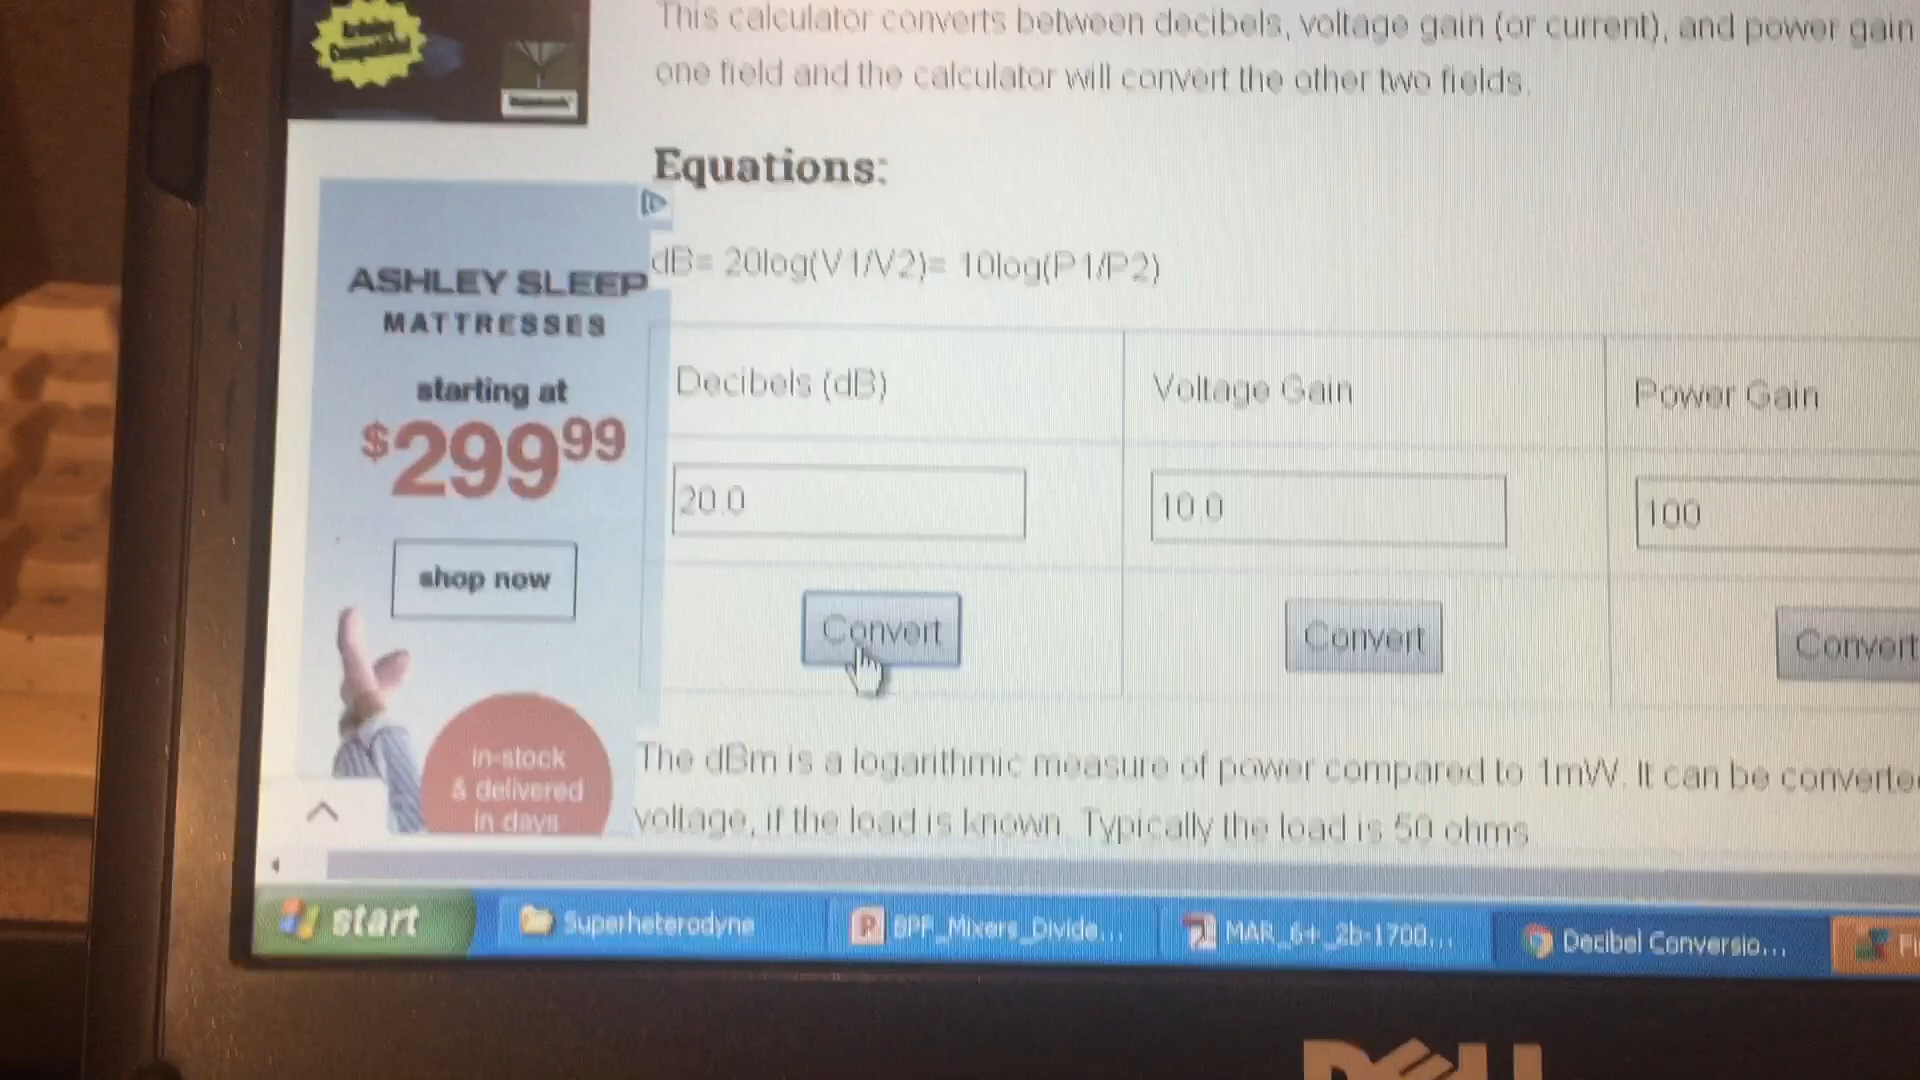 This calculator converts between decibels, voltage gain (or current), and power gain
one field and the calculator will convert the other two fields.
Equations:
dB= 20log(V1/V2)= 10log(P1/P2)
ASHLEY SLEEP
MATTRESSES
starting at
$299 99
shop now
in-stock
& delivered
in days
Decibels (dB)
Voltage Gain
Power Gain
20.0
10.0
100
Convert
Convert
Convert
The dBm is a logarithmic measure of power compared to 1mW. It can be converte
voltage, if the load is known. Typically the load is 50 ohms
start
Superheterodyne
BPF_Mixers_Divide...
MAR_6+_2b-1700...
Decibel Conversio...
Fi
DELL